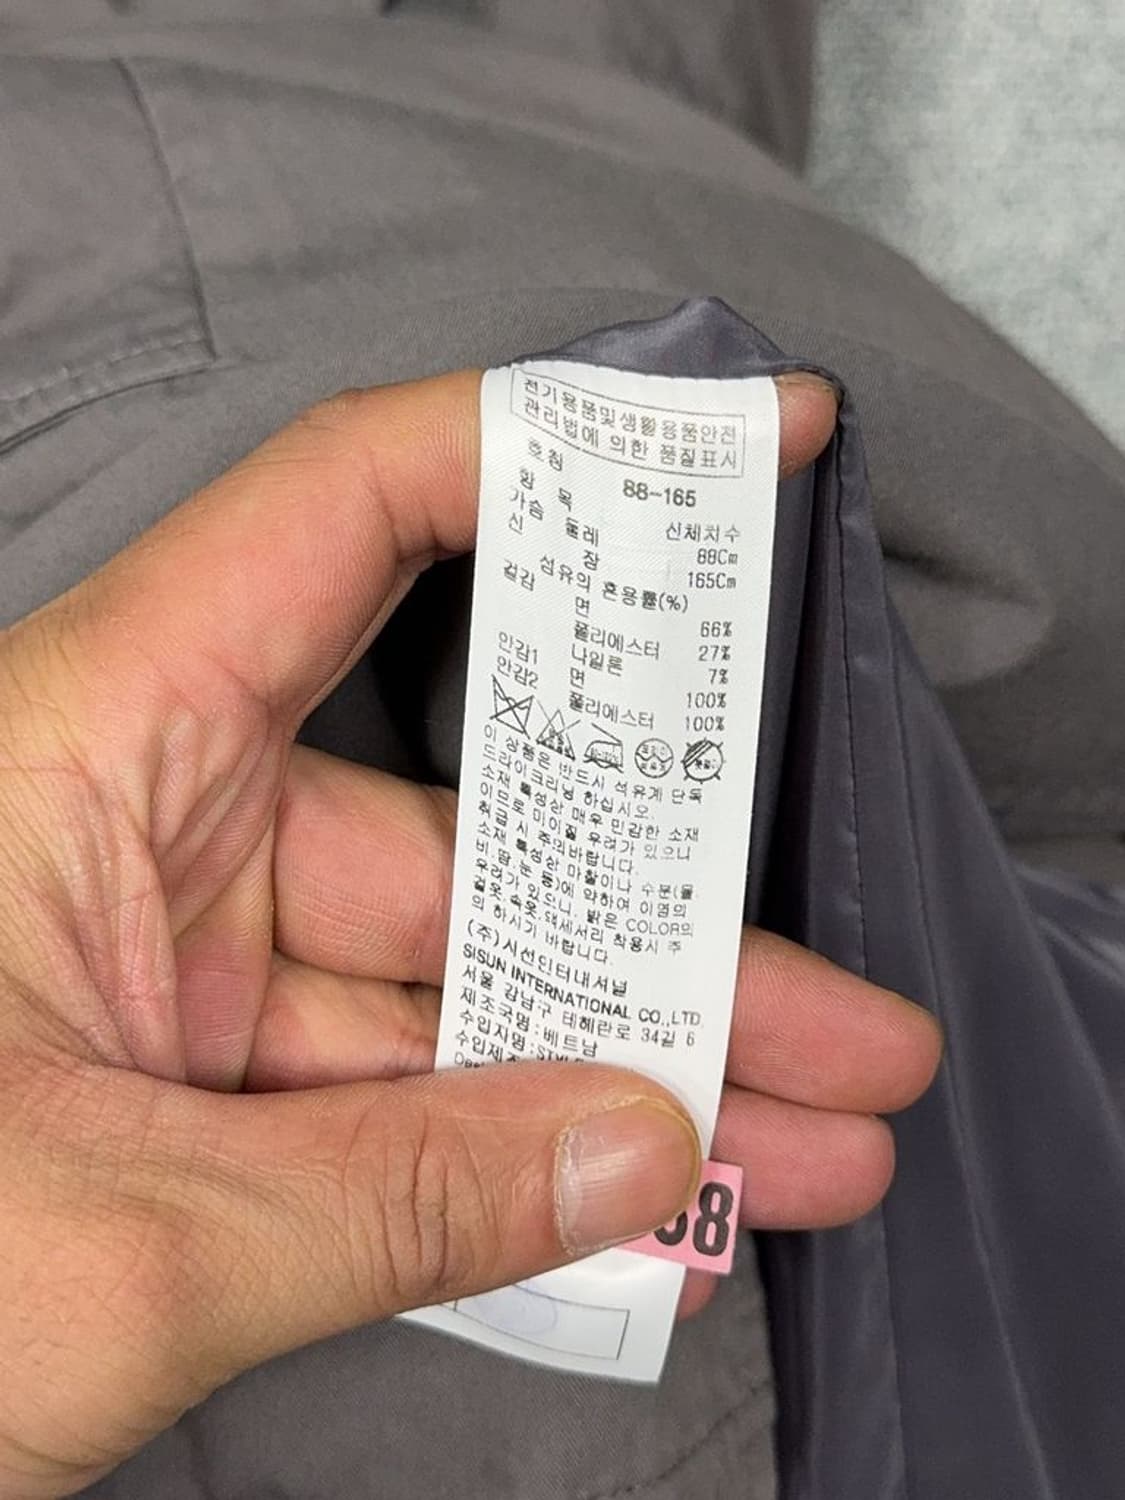 전기용품및생활용품안전
관리법에 의한 품질표시
호칭 88-165
항 목 신체치수
가슴 둘레 88Cm
신 장 165Cm
섬유의 혼용률(%)
겉감 면 66%
폴리에스터 27%
나일론 7%
안감1 면 100%
안감2 폴리에스터 100%
이 상품은 반드시 석유계 단독
드라이크리닝 하십시오.
소재 특성상 매우 민감한 소재
이므로 미어질 우려가 있으니
취급 시 주의바랍니다.
소재 특성상 마찰이나 수분(물,
비,땀,눈 등)에 약하여 이염의
우려가 있으니, 밝은 COLOR의
겉옷,속옷,액세서리 착용시 주
의 하시기 바랍니다.
(주)시선인터내셔널
SISUN INTERNATIONAL CO.,LTD.
서울 강남구 테헤란로 34길 6
제조국명:베트남
수입자명:
수입제조
88